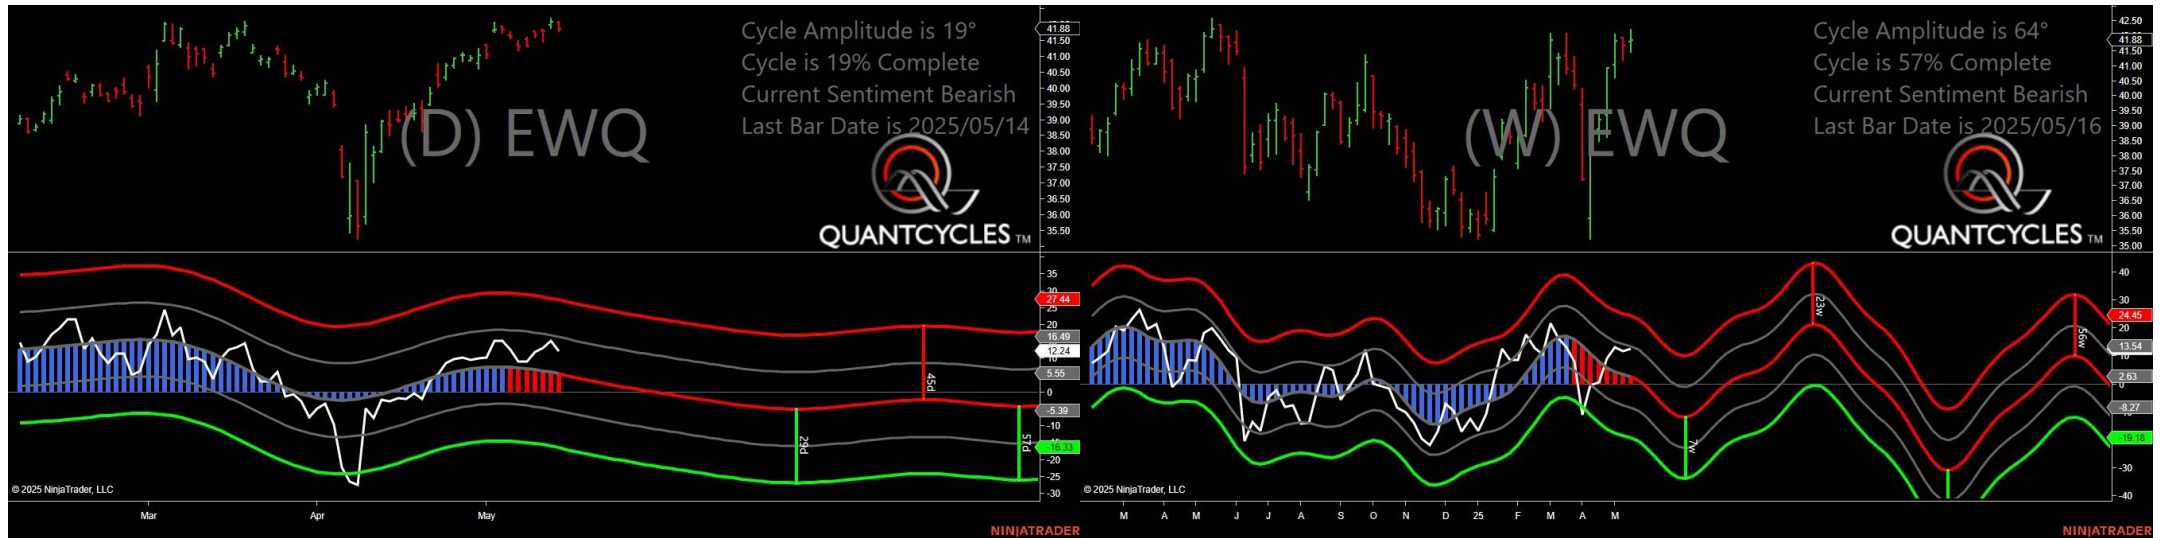 Cycle Amplitude is 19°
Cycle is 19% Complete
Current Sentiment Bearish
Last Bar Date is 2025/05/14
(D) EWQ
QUANTCYCLES TM
41.88
41.50
41.00
40.50
40.00
39.50
39.00
38.50
38.00
37.50
37.00
36.50
36.00
35.50
35
30
27.44
25
20
16.49
12.24
10
5.55
0
-5.39
-10
-16.33
-20
-25
-30
45d
29d
57d
© 2025 NinjaTrader, LLC
Mar Apr May
NINJATRADER
Cycle Amplitude is 64°
Cycle is 57% Complete
Current Sentiment Bearish
Last Bar Date is 2025/05/16
(W) EWQ
QUANTCYCLES TM
42.50
41.88
41.50
41.00
40.50
40.00
39.50
39.00
38.50
38.00
37.50
37.00
36.50
36.00
35.50
35.00
40
30
24.45
20
13.54
2.63
0
-8.27
-19.18
-30
-40
23w
56w
7w
© 2025 NinjaTrader, LLC
M A M J J A S O N D 25 F M A M
NINJATRADER